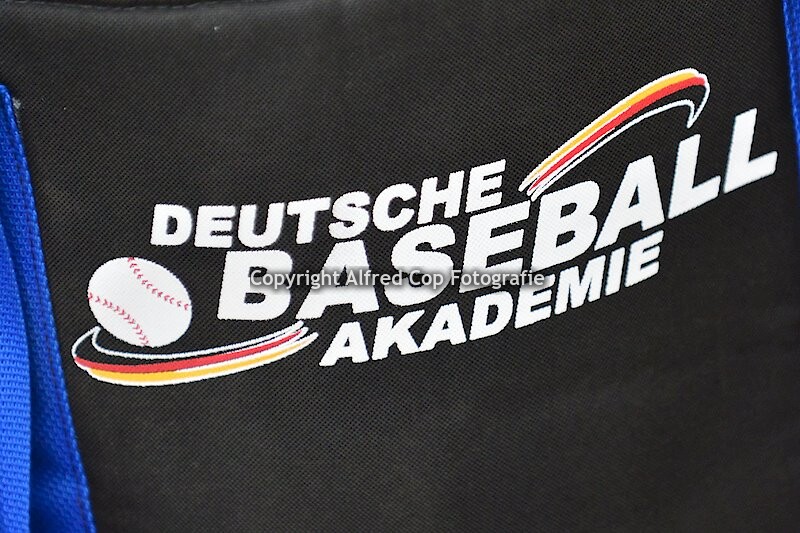 DEUTSCHE
BASEBALL
Copyright Alfred Cop Fotografie
AKADEMIE